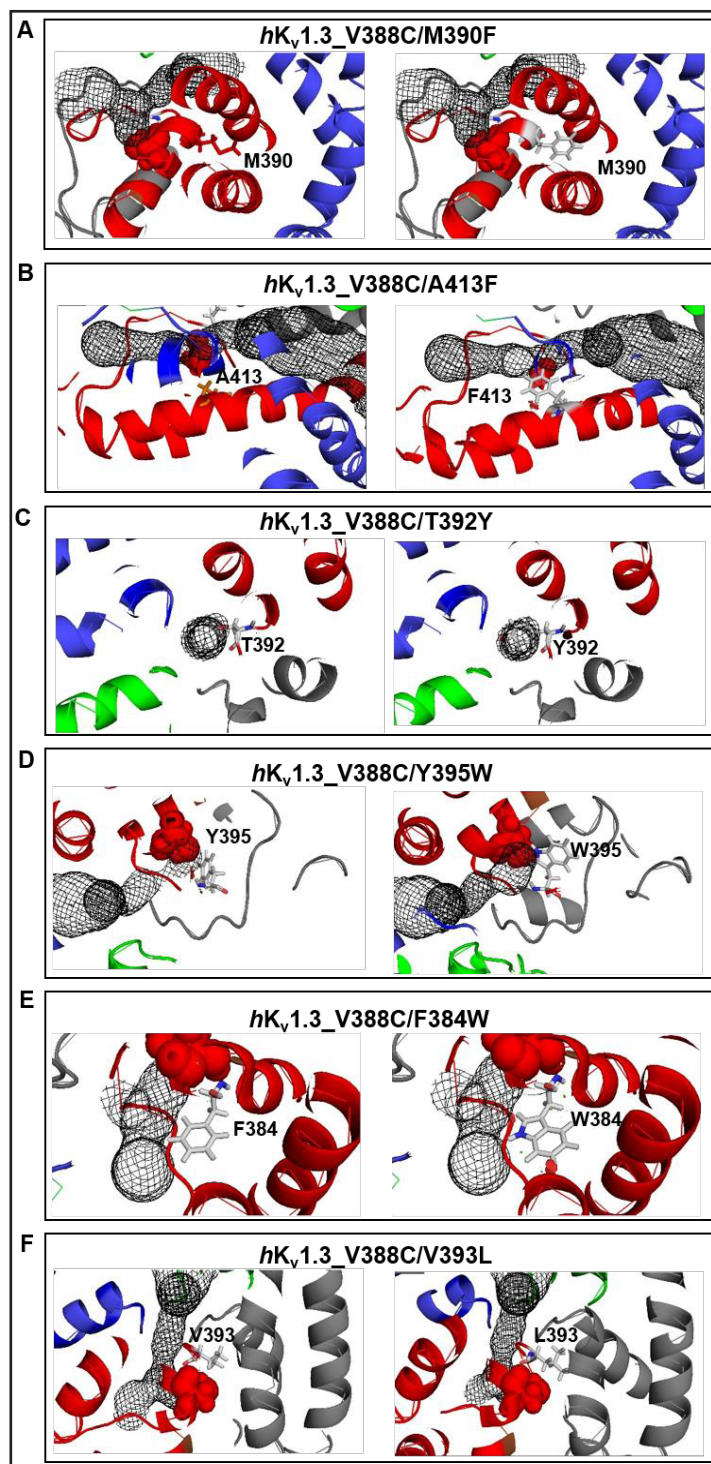 A
hKv1.3_V388C/M390F
M390
M390
B
hKv1.3_V388C/A413F
A413
F413
C
hKv1.3_V388C/T392Y
T392
Y392
D
hKv1.3_V388C/Y395W
Y395
W395
E
hKv1.3_V388C/F384W
F384
W384
F
hKv1.3_V388C/V393L
V393
L393